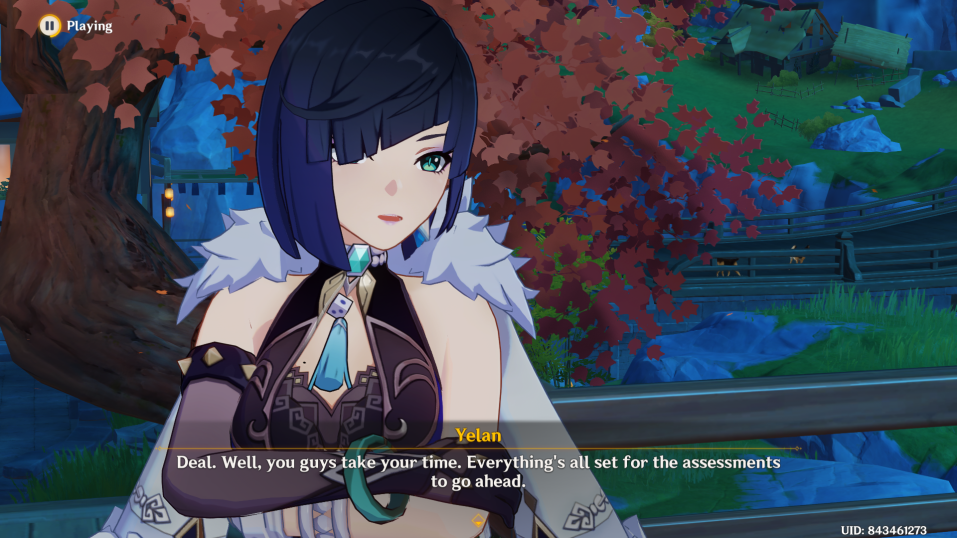 Playing
Yelan
Deal. Well, you guys take your time. Everything's all set for the assessments
to go ahead.
UID: 843461273